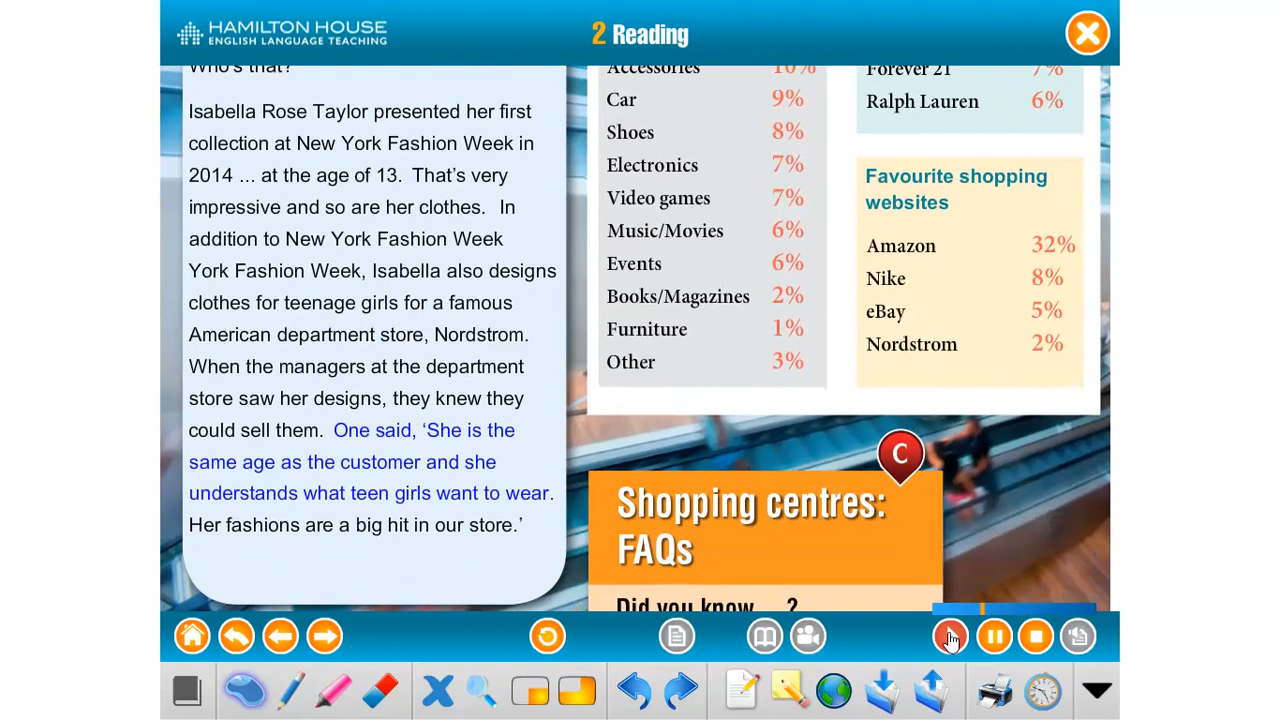 HAMILTON HOUSE
ENGLISH LANGUAGE TEACHING
2 Reading
Who's that?
Isabella Rose Taylor presented her first
collection at New York Fashion Week in
2014 ... at the age of 13. That's very
impressive and so are her clothes. In
addition to New York Fashion Week
York Fashion Week, Isabella also designs
clothes for teenage girls for a famous
American department store, Nordstrom.
When the managers at the department
store saw her designs, they knew they
could sell them. One said, ‘She is the
same age as the customer and she
understands what teen girls want to wear.
Her fashions are a big hit in our store.’
Accessories 10%
Car 9%
Shoes 8%
Electronics 7%
Video games 7%
Music/Movies 6%
Events 6%
Books/Magazines 2%
Furniture 1%
Other 3%
Forever 21 7%
Ralph Lauren 6%
Favourite shopping
websites
Amazon 32%
Nike 8%
eBay 5%
Nordstrom 2%
C
Shopping centres:
FAQs
Did you know ...?